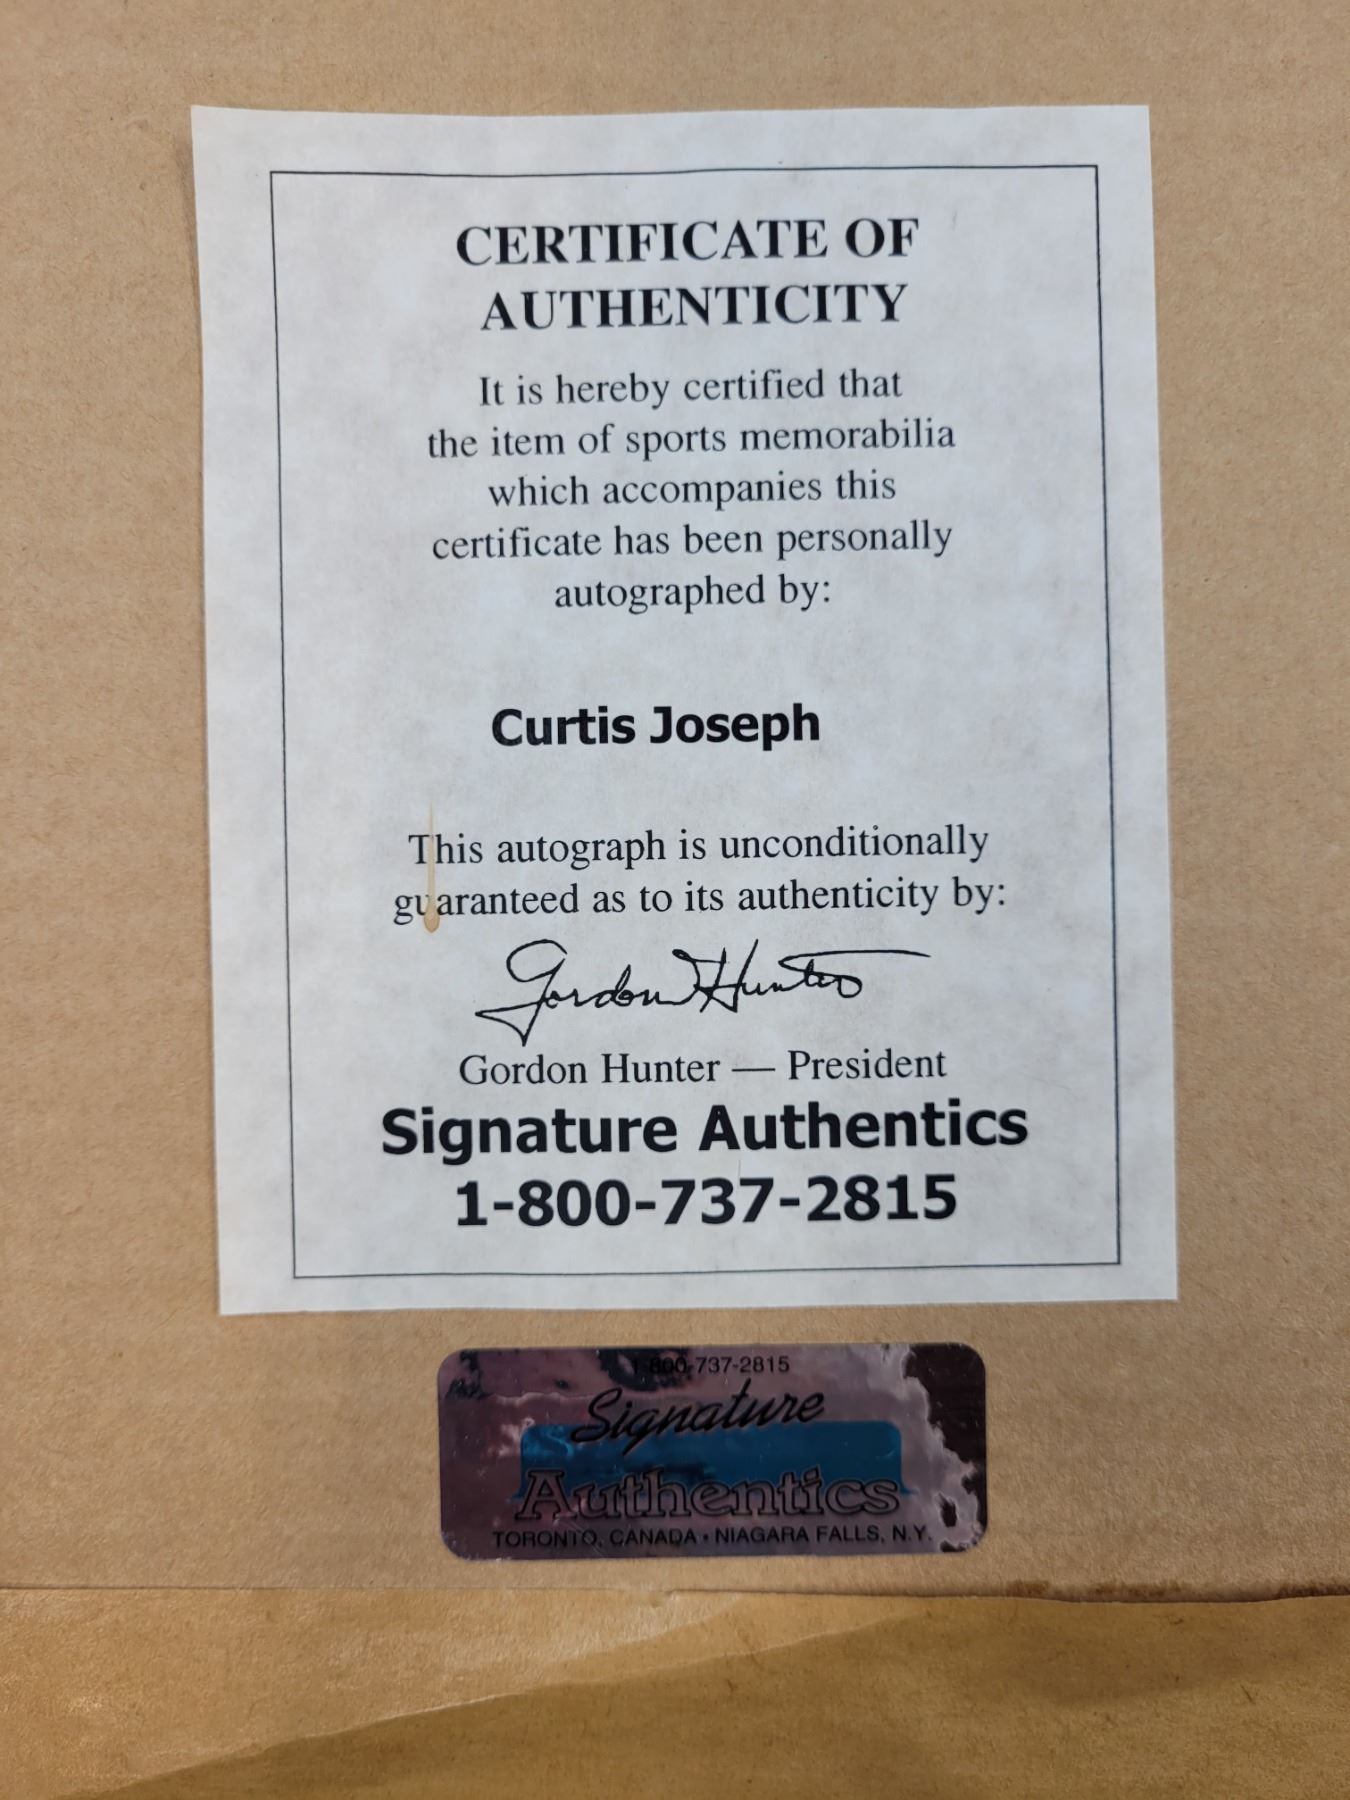 CERTIFICATE OF
AUTHENTICITY
It is hereby certified that
the item of sports memorabilia
which accompanies this
certificate has been personally
autographed by:
Curtis Joseph
This autograph is unconditionally
guaranteed as to its authenticity by:
Gordon Hunter
Gordon Hunter — President
Signature Authentics
1-800-737-2815
1-800-737-2815
Signature
Authentics
TORONTO, CANADA • NIAGARA FALLS, N.Y.